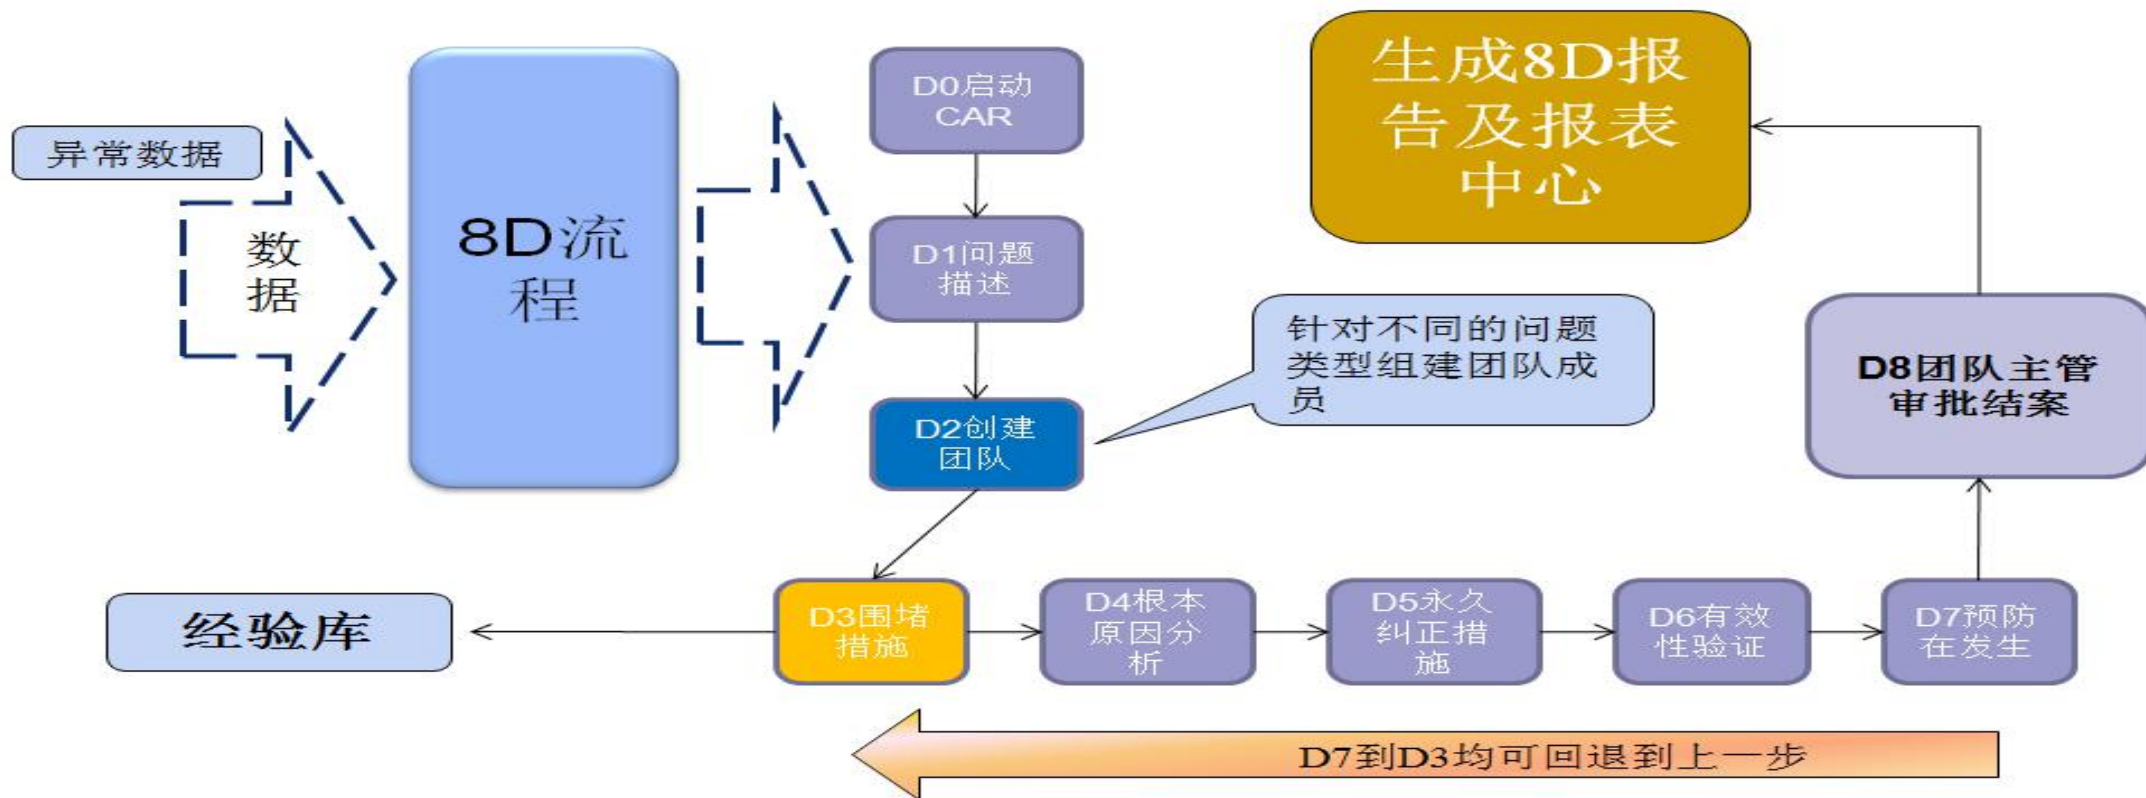 异常数据
数
据
8D流
程
D0启动
CAR
D1问题
描述
D2创建
团队
针对不同的问题
类型组建团队成
员
生成8D报
告及报表
中心
D8团队主管
审批结案
经验库
D3围堵
措施
D4根本
原因分
析
D5永久
纠正措
施
D6有效
性验证
D7预防
在发生
D7到D3均可回退到上一步